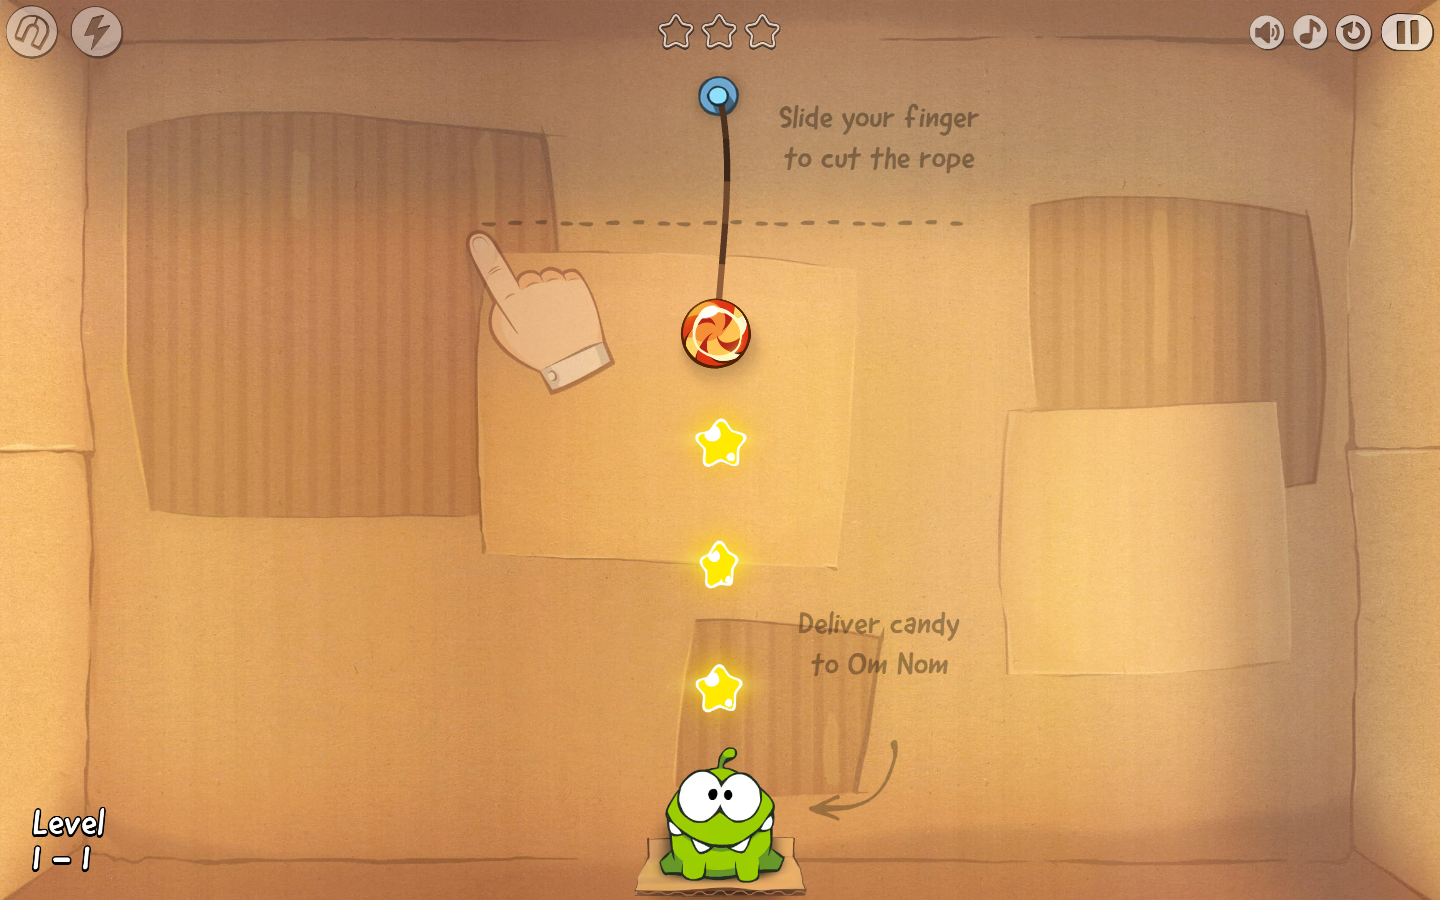 Slide your finger
to cut the rope
Deliver candy
to Om Nom
Level
1 - 1